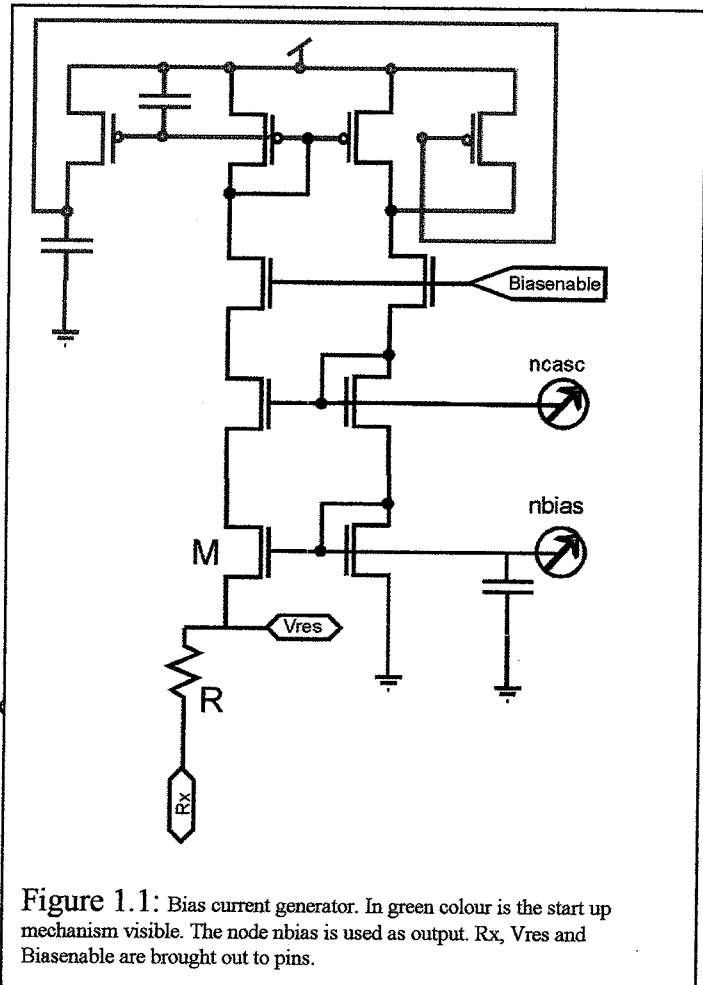 Biasenable
ncasc
nbias
M
Vres
R
Rx
Figure 1.1: Bias current generator. In green colour is the start up
mechanism visible. The node nbias is used as output. Rx, Vres and
Biasenable are brought out to pins.